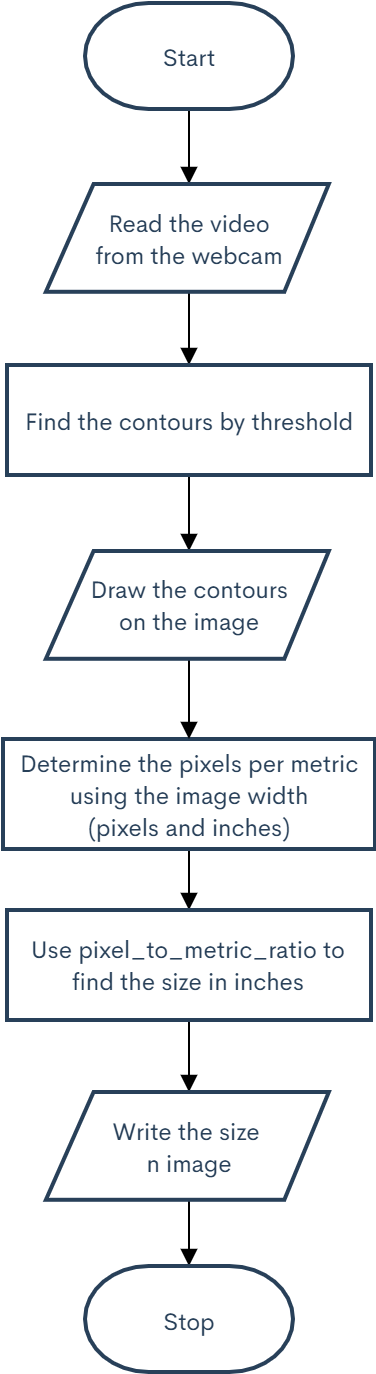 Start
Read the video
from the webcam
Find the contours by threshold
Draw the contours
on the image
Determine the pixels per metric
using the image width
(pixels and inches)
Use pixel_to_metric_ratio to
find the size in inches
Write the size
n image
Stop